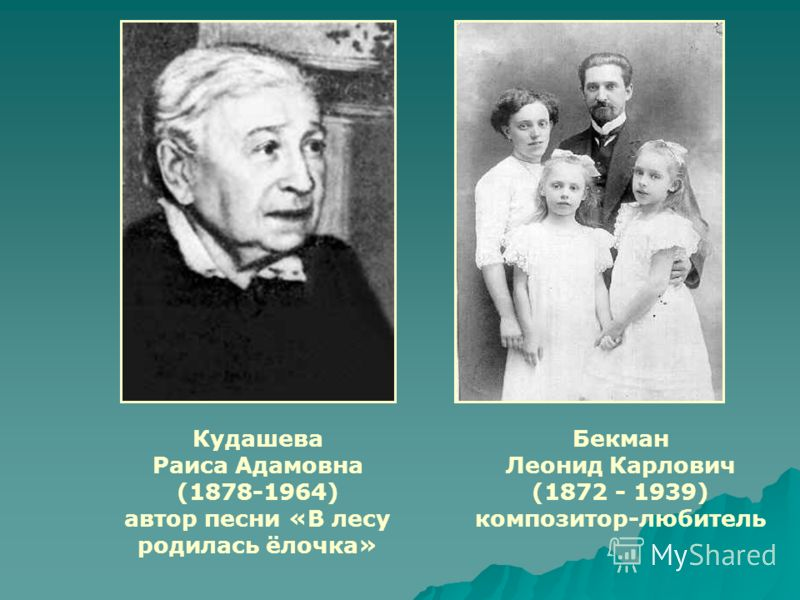 Кудашева
Раиса Адамовна
(1878-1964)
автор песни «В лесу
родилась ёлочка»
Бекман
Леонид Карлович
(1872 - 1939)
композитор-любитель
MyShared